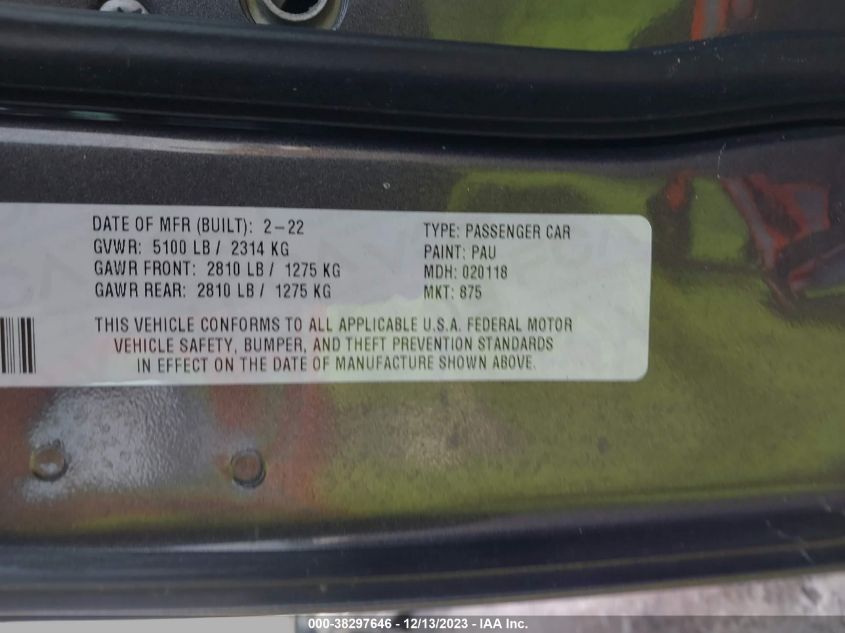 DATE OF MFR (BUILT): 2-22
GVWR: 5100 LB / 2314 KG
GAWR FRONT: 2810 LB / 1275 KG
GAWR REAR: 2810 LB / 1275 KG
TYPE: PASSENGER CAR
PAINT: PAU
MDH: 020118
MKT: 875
THIS VEHICLE CONFORMS TO ALL APPLICABLE U.S.A. FEDERAL MOTOR
VEHICLE SAFETY, BUMPER, AND THEFT PREVENTION STANDARDS
IN EFFECT ON THE DATE OF MANUFACTURE SHOWN ABOVE.
000-38297646 - 12/13/2023 - IAA Inc.